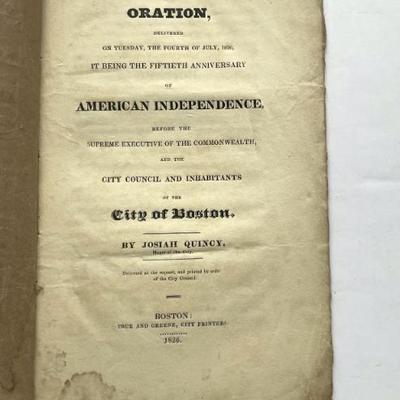 ORATION,
DELIVERED
ON TUESDAY, THE FOURTH OF JULY, 1826,
IT BEING THE FIFTIETH ANNIVERSARY
OF
AMERICAN INDEPENDENCE,
BEFORE THE
SUPREME EXECUTIVE OF THE COMMONWEALTH,
AND THE
CITY COUNCIL AND INHABITANTS
OF THE
City of Boston.
BY JOSIAH QUINCY,
Mayor of the City.
Delivered at the request, and printed by order
of the City Council.
BOSTON:
TRUE AND GREENE, CITY PRINTERS.
1826.